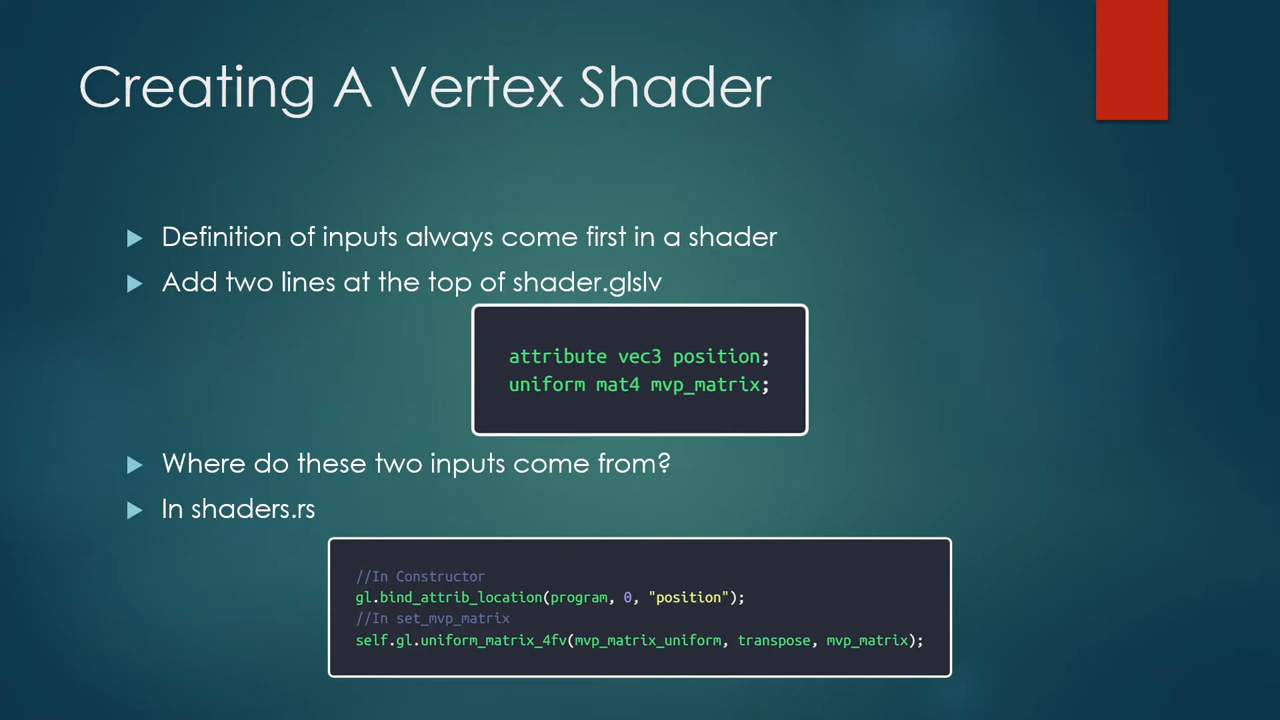 Creating A Vertex Shader
Definition of inputs always come first in a shader
Add two lines at the top of shader.glslv
attribute vec3 position;
uniform mat4 mvp_matrix;
Where do these two inputs come from?
In shaders.rs
//In Constructor
gl.bind_attrib_location(program, 0, "position");
//In set_mvp_matrix
self.gl.uniform_matrix_4fv(mvp_matrix_uniform, transpose, mvp_matrix);